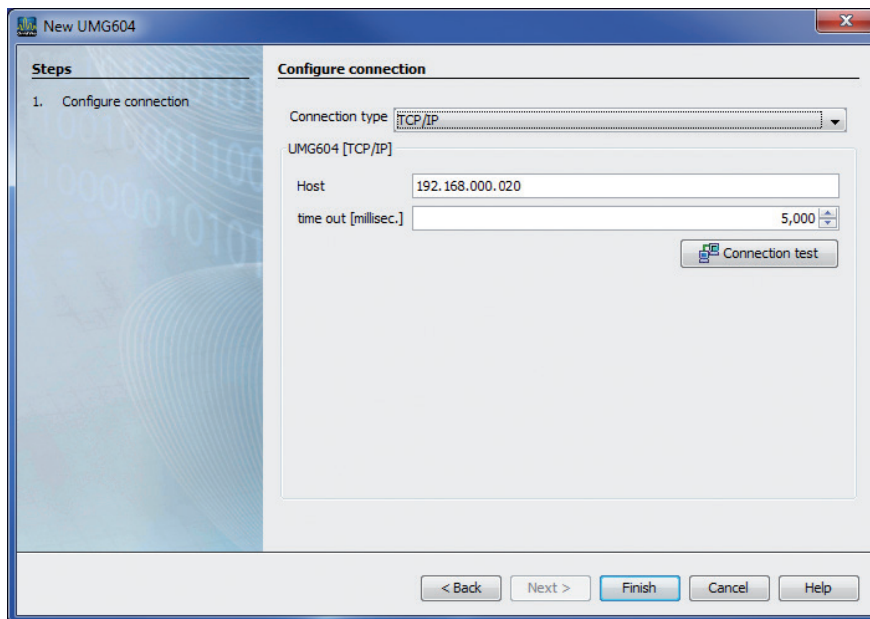 New UMG604
Steps
1. Configure connection
Configure connection
Connection type TCP/IP
UMG604 [TCP/IP]
Host 192.168.000.020
time out [millisec.] 5,000
Connection test
< Back Next > Finish Cancel Help